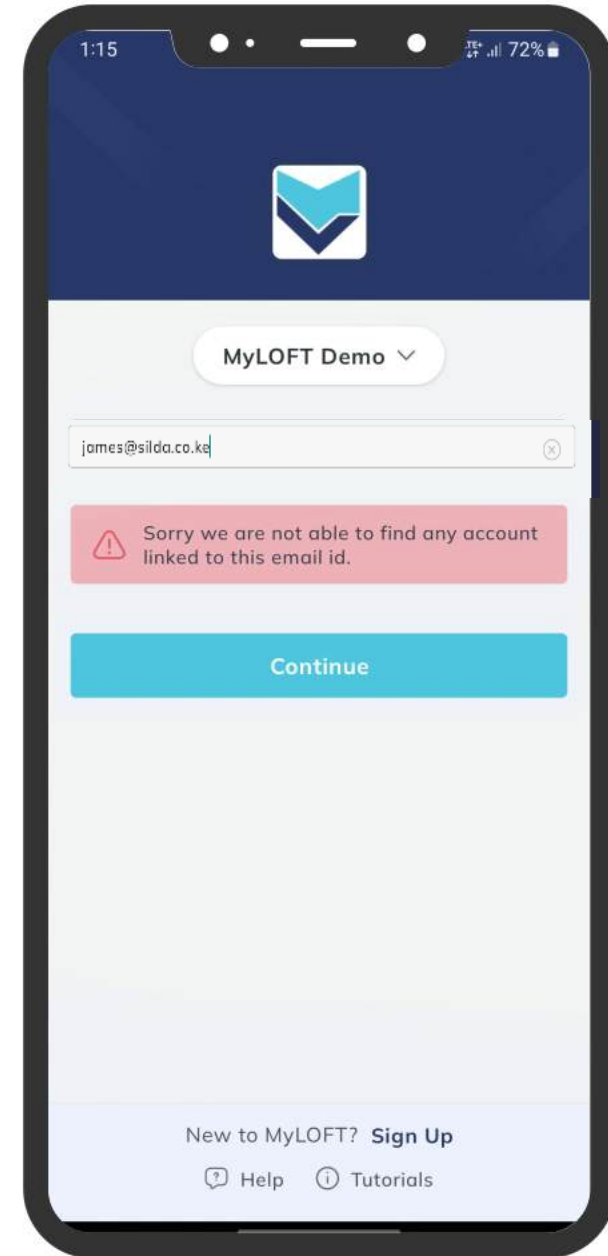 1:15
LTE+ 72%
MyLOFT Demo
james@silda.co.ke
Sorry we are not able to find any account
linked to this email id.
Continue
New to MyLOFT? Sign Up
Help Tutorials